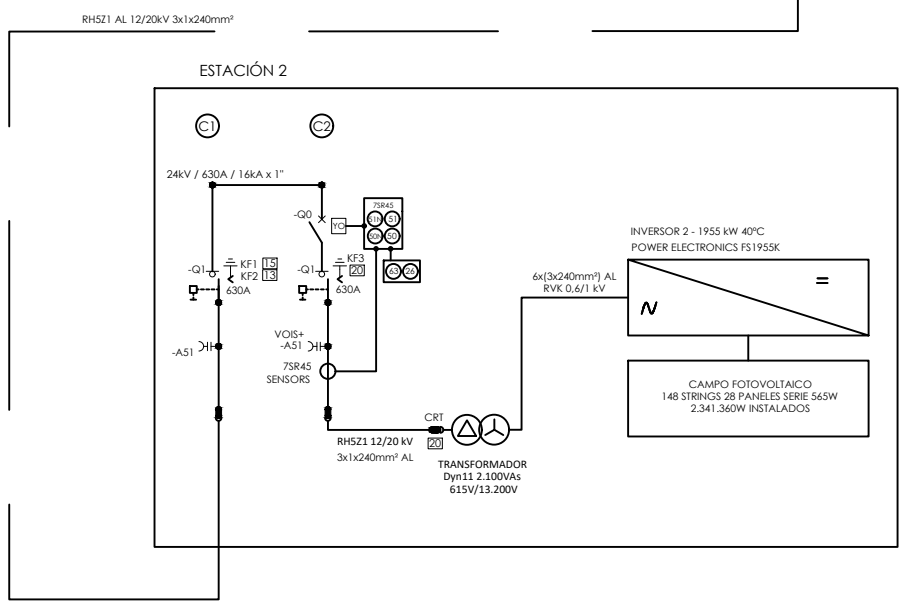 RH5Z1 AL 12/20kV 3x1x240mm²
ESTACIÓN 2
C1
C2
24kV / 630A / 16kA x 1"
-Q0
YO
7SR45
51N 51
50N 50
63 26
-Q1
KF1 15
KF2 13
630A
-Q1
KF3
20
630A
-A51
VOIS+
-A51
7SR45
SENSORS
RH5Z1 12/20 kV
3x1x240mm² AL
CRT
20
TRANSFORMADOR
Dyn11 2.100VAs
615V/13.200V
6x(3x240mm²) AL
RVK 0,6/1 kV
INVERSOR 2 - 1955 kW 40ºC
POWER ELECTRONICS FS1955K
CAMPO FOTOVOLTAICO
148 STRINGS 28 PANELES SERIE 565W
2.341.360W INSTALADOS